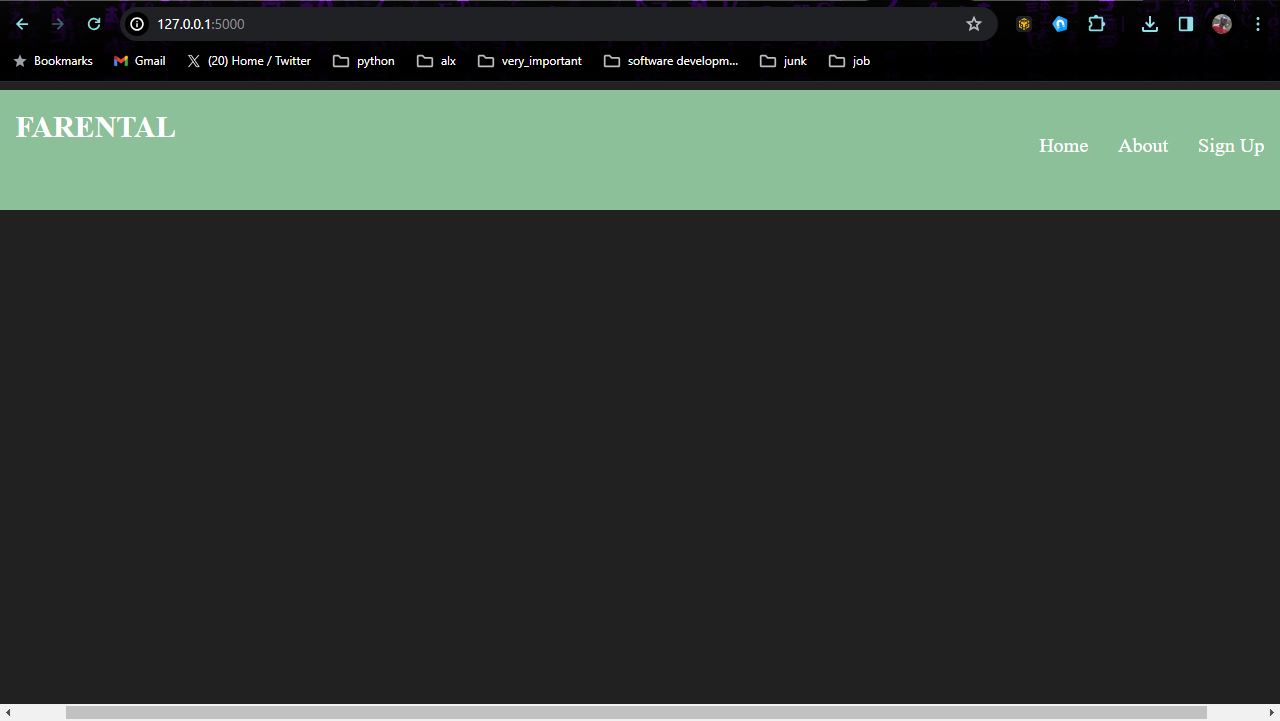 127.0.0.1:5000
Bookmarks Gmail (20) Home / Twitter python alx very_important software developm... junk job
FARENTAL
Home About Sign Up